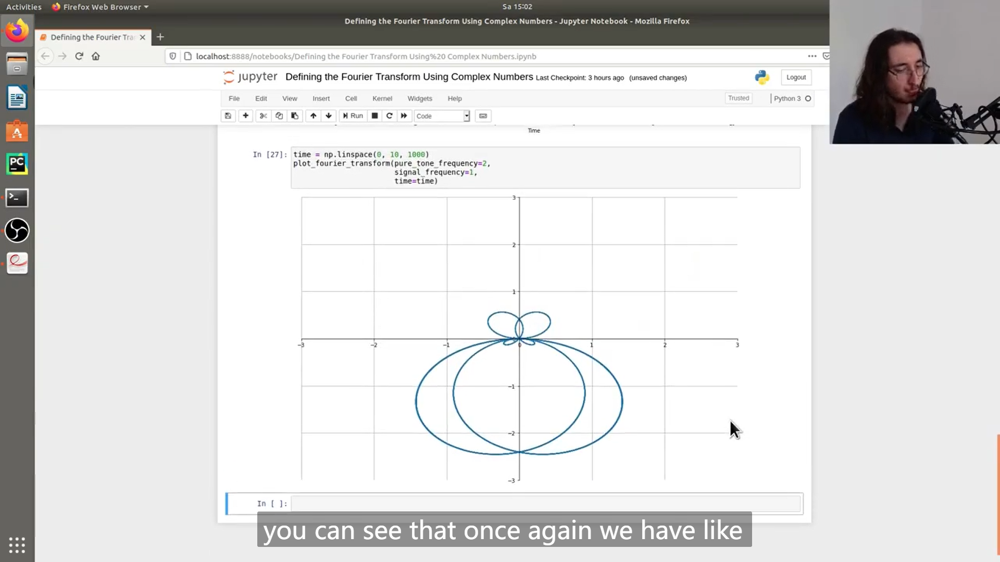 Activities
Firefox Web Browser
Sa 15:02
Defining the Fourier Transform Using Complex Numbers - Jupyter Notebook - Mozilla Firefox
Defining the Fourier Tra
localhost:8888/notebooks/Defining the Fourier Transform Using%20 Complex Numbers.ipynb
jupyter Defining the Fourier Transform Using Complex Numbers Last Checkpoint: 3 hours ago (unsaved changes)
Logout
File Edit View Insert Cell Kernel Widgets Help
Trusted
Python 3
Run
Code
Time
In [27]: time = np.linspace(0, 10, 1000)
plot_fourier_transform(pure_tone_frequency=2,
signal_frequency=1,
time=time)
PC
3
2
1
−3 −2 −1 0 1 2 3
−1
−2
−3
In [ ]:
you can see that once again we have like